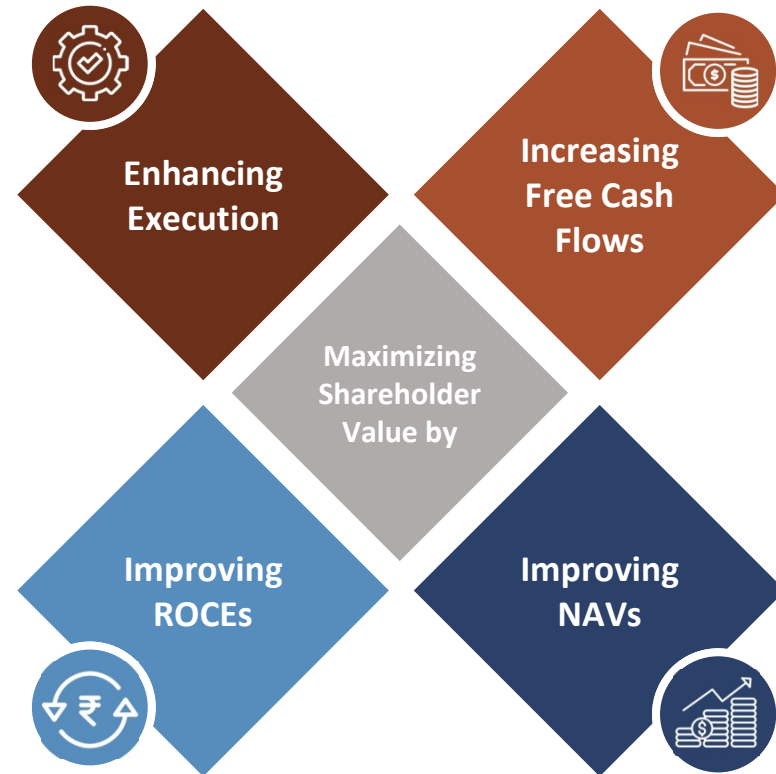 Enhancing
Execution
Increasing
Free Cash
Flows
Maximizing
Shareholder
Value by
Improving
ROCEs
Improving
NAVs
₹
$
$